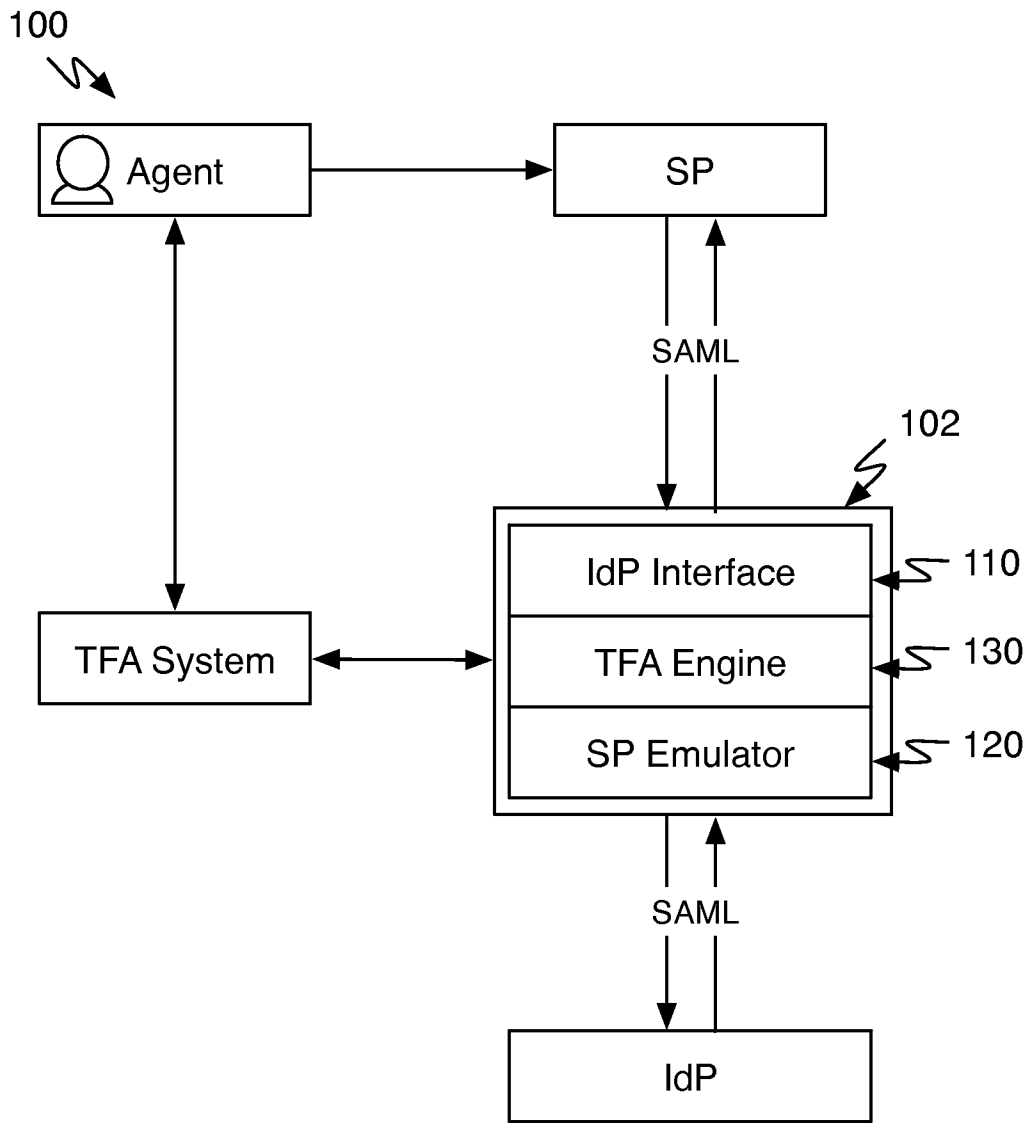 100
Agent
SP
SAML
102
IdP Interface
110
TFA System
TFA Engine
130
SP Emulator
120
SAML
IdP